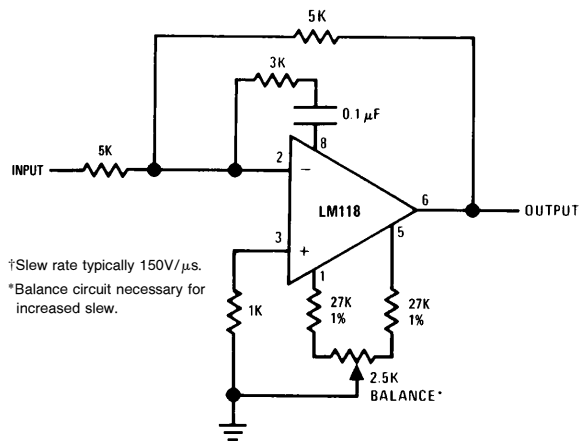 5K
3K
0.1 μF
8
5K
INPUT
2
−
LM118
6
OUTPUT
3
+
5
†Slew rate typically 150V/μs.
1
*Balance circuit necessary for
increased slew.
1K
27K
1%
27K
1%
2.5K
BALANCE*